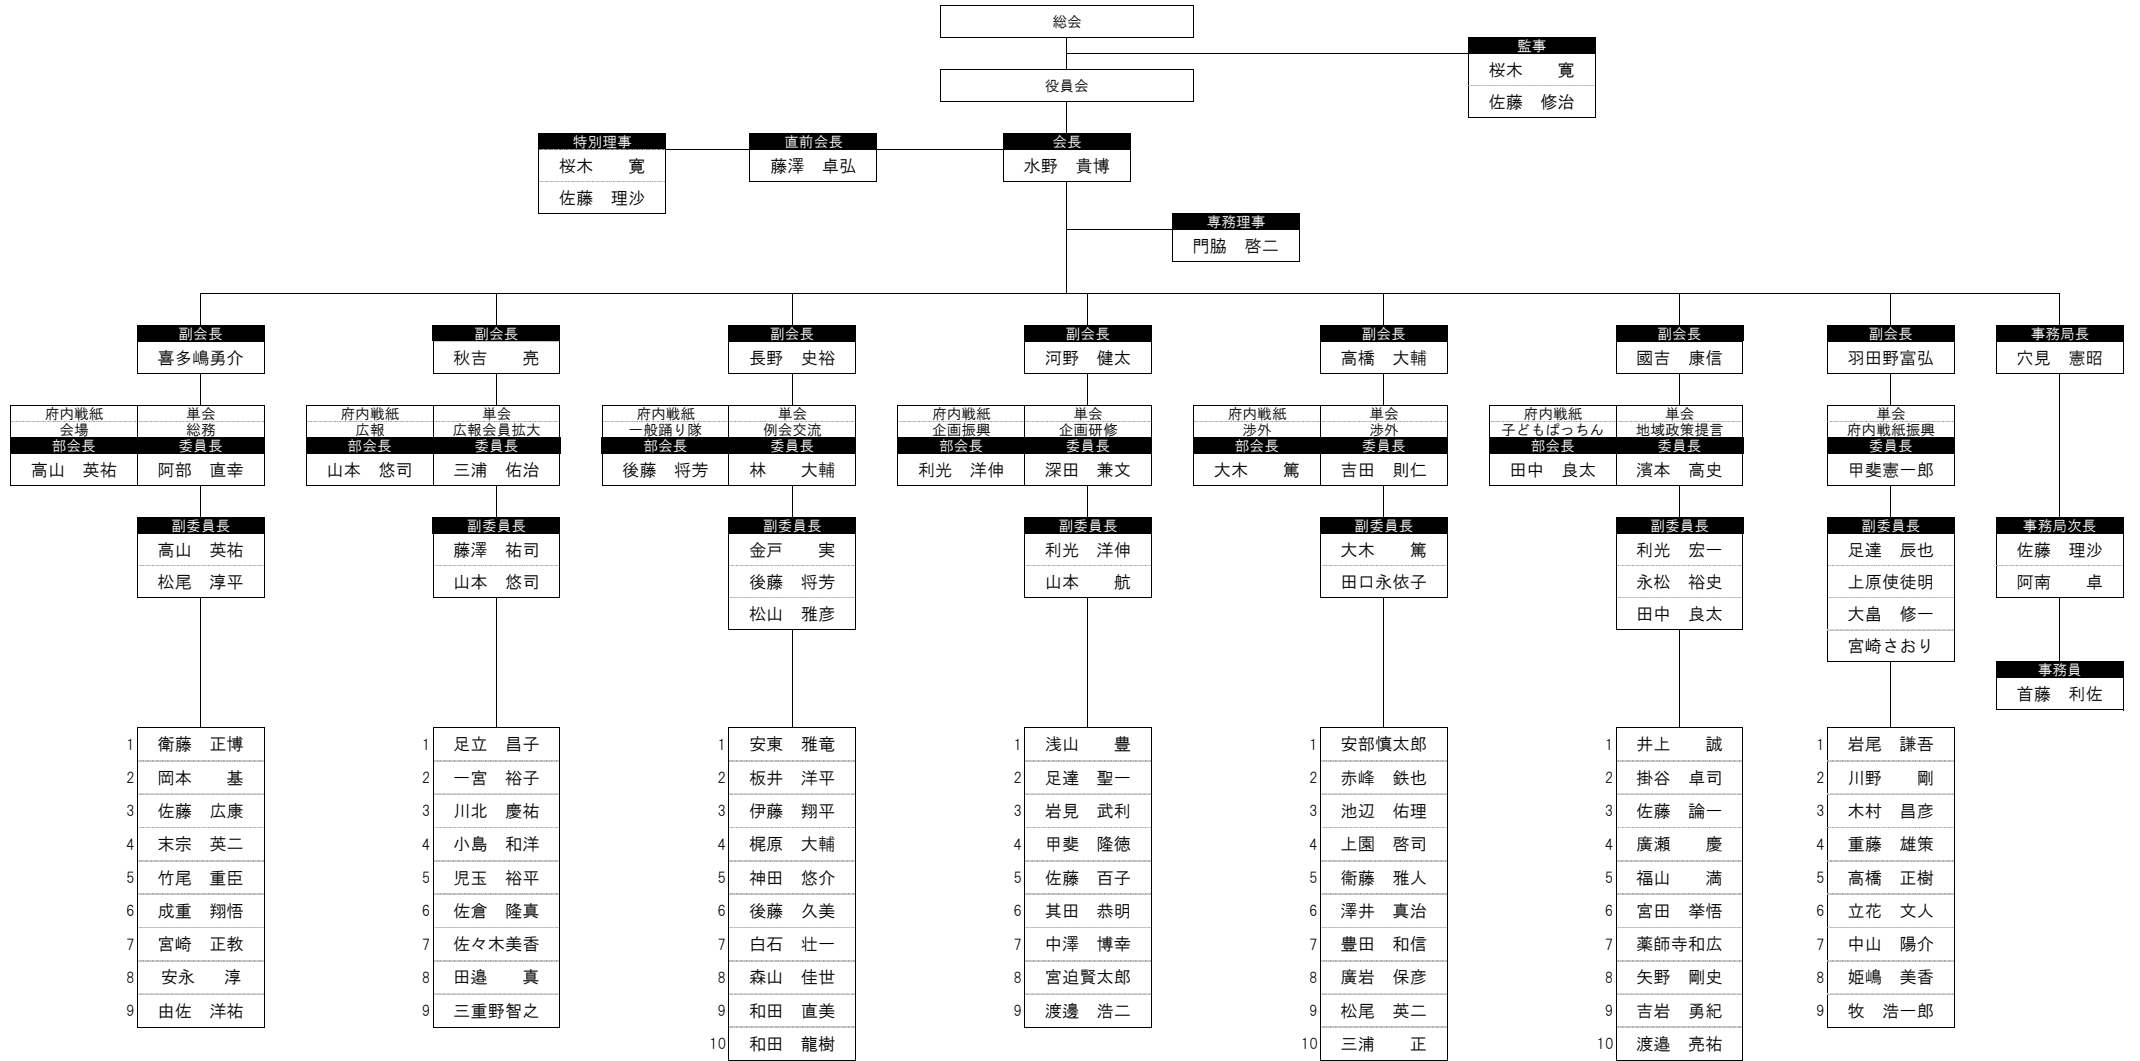 総会
監事
桜木　寛
佐藤　修治
役員会
特別理事
桜木　寛
佐藤　理沙
直前会長
藤澤　卓弘
会長
水野　貴博
専務理事
門脇　啓二
副会長
喜多嶋勇介
府内戦紙 単会
会場 総務
部会長 委員長
高山　英祐 阿部　直幸
副委員長
高山　英祐
松尾　淳平
1 衛藤　正博
2 岡本　基
3 佐藤　広康
4 末宗　英二
5 竹尾　重臣
6 成重　翔悟
7 宮崎　正教
8 安永　淳
9 由佐　洋祐
副会長
秋吉　亮
府内戦紙 単会
広報 広報会員拡大
部会長 委員長
山本　悠司 三浦　佑治
副委員長
藤澤　祐司
山本　悠司
1 足立　昌子
2 一宮　裕子
3 川北　慶祐
4 小島　和洋
5 児玉　裕平
6 佐倉　隆真
7 佐々木美香
8 田邉　真
9 三重野智之
副会長
長野　史裕
府内戦紙 単会
一般踊り隊 例会交流
部会長 委員長
後藤　将芳 林　大輔
副委員長
金戸　実
後藤　将芳
松山　雅彦
1 安東　雅竜
2 板井　洋平
3 伊藤　翔平
4 梶原　大輔
5 神田　悠介
6 後藤　久美
7 白石　壮一
8 森山　佳世
9 和田　直美
10 和田　龍樹
副会長
河野　健太
府内戦紙 単会
企画振興 企画研修
部会長 委員長
利光　洋伸 深田　兼文
副委員長
利光　洋伸
山本　航
1 浅山　豊
2 足達　聖一
3 岩見　武利
4 甲斐　隆徳
5 佐藤　百子
6 其田　恭明
7 中澤　博幸
8 宮迫賢太郎
9 渡邊　浩二
副会長
高橋　大輔
府内戦紙 単会
渉外 渉外
部会長 委員長
大木　篤 吉田　則仁
副委員長
大木　篤
田口永依子
1 安部慎太郎
2 赤峰　鉄也
3 池辺　佑理
4 上園　啓司
5 衞藤　雅人
6 澤井　真治
7 豊田　和信
8 廣岩　保彦
9 松尾　英二
10 三浦　正
副会長
國吉　康信
府内戦紙 単会
子どもぱっちん 地域政策提言
部会長 委員長
田中　良太 濱本　高史
副委員長
利光　宏一
永松　裕史
田中　良太
1 井上　誠
2 掛谷　卓司
3 佐藤　論一
4 廣瀬　慶
5 福山　満
6 宮田　挙悟
7 薬師寺和広
8 矢野　剛史
9 吉岩　勇紀
10 渡邉　亮祐
副会長
羽田野富弘
単会
府内戦紙振興
委員長
甲斐憲一郎
副委員長
足達　辰也
上原使徒明
大畠　修一
宮崎さおり
1 岩尾　謙吾
2 川野　剛
3 木村　昌彦
4 重藤　雄策
5 高橋　正樹
6 立花　文人
7 中山　陽介
8 姫嶋　美香
9 牧　浩一郎
事務局長
穴見　憲昭
事務局次長
佐藤　理沙
阿南　卓
事務員
首藤　利佐